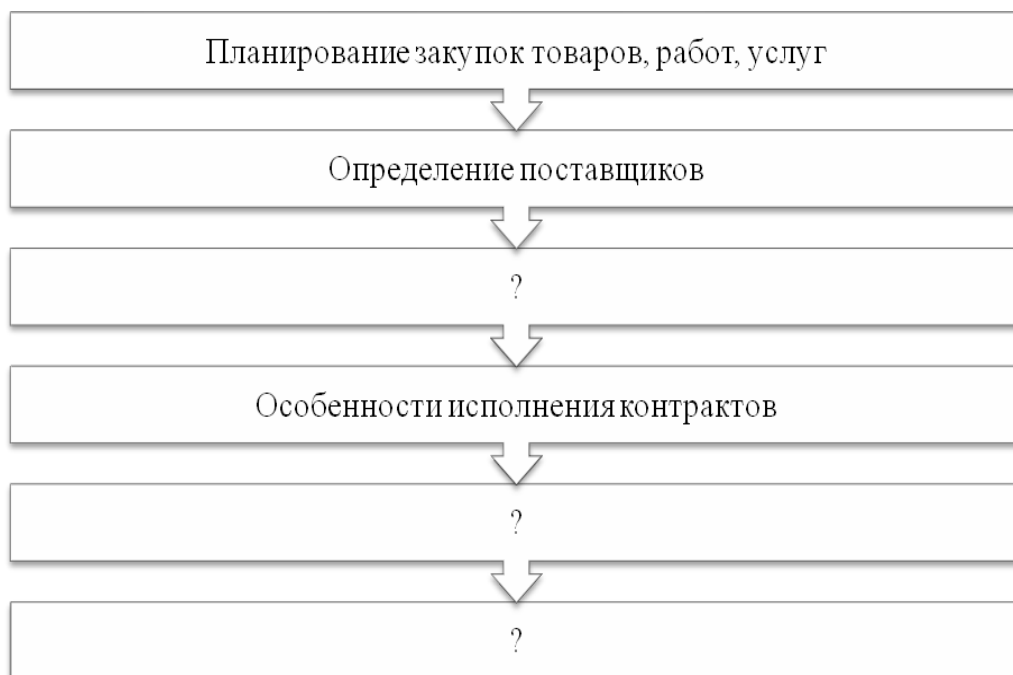 Планирование закупок товаров, работ, услуг
Определение поставщиков
?
Особенности исполнения контрактов
?
?